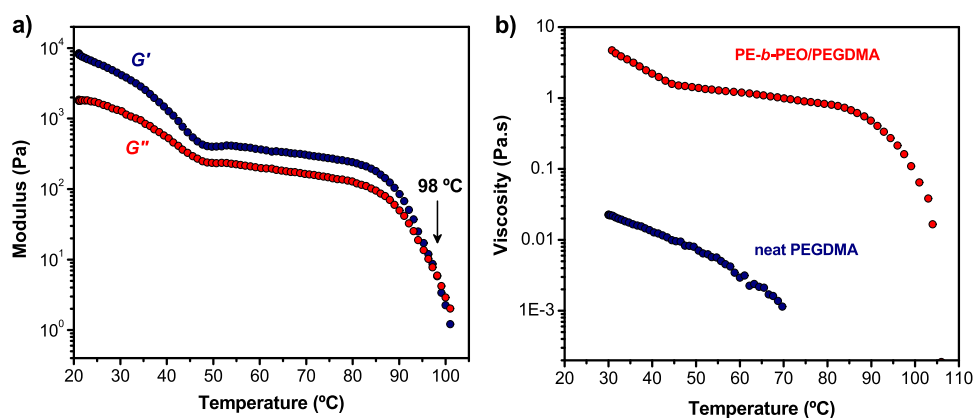 a)
Modulus (Pa)
10⁴
10³
10²
10¹
10⁰
G'
G"
98 ºC
20 30 40 50 60 70 80 90 100
Temperature (ºC)
b)
Viscosity (Pa.s)
10
1
0.1
0.01
1E-3
PE-b-PEO/PEGDMA
neat PEGDMA
20 30 40 50 60 70 80 90 100 110
Temperature (ºC)